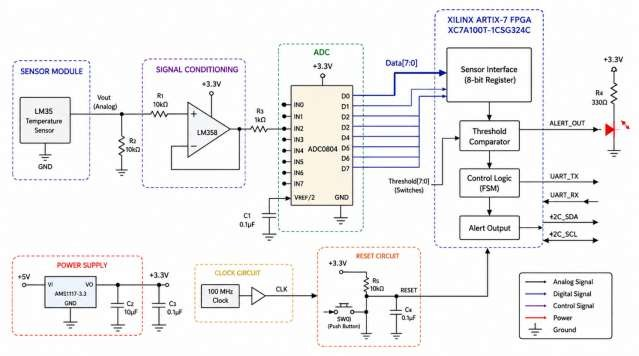 XILINX ARTIX-7 FPGA
XC7A100T-1CSG324C
ADC
SENSOR MODULE
SIGNAL CONDITIONING
+3.3V
+3.3V
Data[7:0]
Sensor Interface
(8-bit Register)
+3.3V
R4
330Ω
LM35
Temperature
Sensor
GND
Vout
(Analog)
R1
10kΩ
R2
10kΩ
LM358
R3
1kΩ
IN0
IN1
IN2
IN3
IN4
IN5
IN6
IN7
ADC0804
D0
D1
D2
D2
D4
D5
D6
D7
VREF/2
GND
C1
0.1µF
Threshold
Comparator
ALERT_OUT
Threshold[7:0]
(Switches)
Control Logic
(FSM)
UART_TX
UART_RX
Alert Output
+2C_SDA
+2C_SCL
POWER SUPPLY
+5V
VI
VO
AMS1117-3.3
GND
+3.3V
C2
10µF
C3
0.1µF
CLOCK CIRCUIT
100 MHz
Clock
CLK
RESET CIRCUIT
+3.3V
R5
10kΩ
RESET
SW0J
(Push Button)
C4
0.1µF
Analog Signal
Digital Signal
Control Signal
Power
Ground